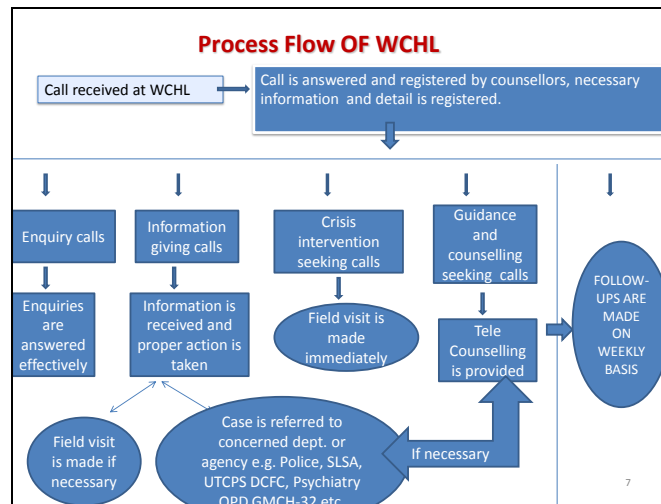 Process Flow OF WCHL
Call received at WCHL
Call is answered and registered by counsellors, necessary
information and detail is registered.
Enquiry calls
Information
giving calls
Crisis
intervention
seeking calls
Guidance
and
counselling
seeking calls
Enquiries
are
answered
effectively
Information is
received and
proper action is
taken
Field visit is
made
immediately
Tele
Counselling
is provided
FOLLOW-
UPS ARE
MADE
ON
WEEKLY
BASIS
Field visit
is made if
necessary
Case is referred to
concerned dept. or
agency e.g. Police, SLSA,
UTCPS DCFC, Psychiatry
OPD GMCH-32 etc
If necessary
7